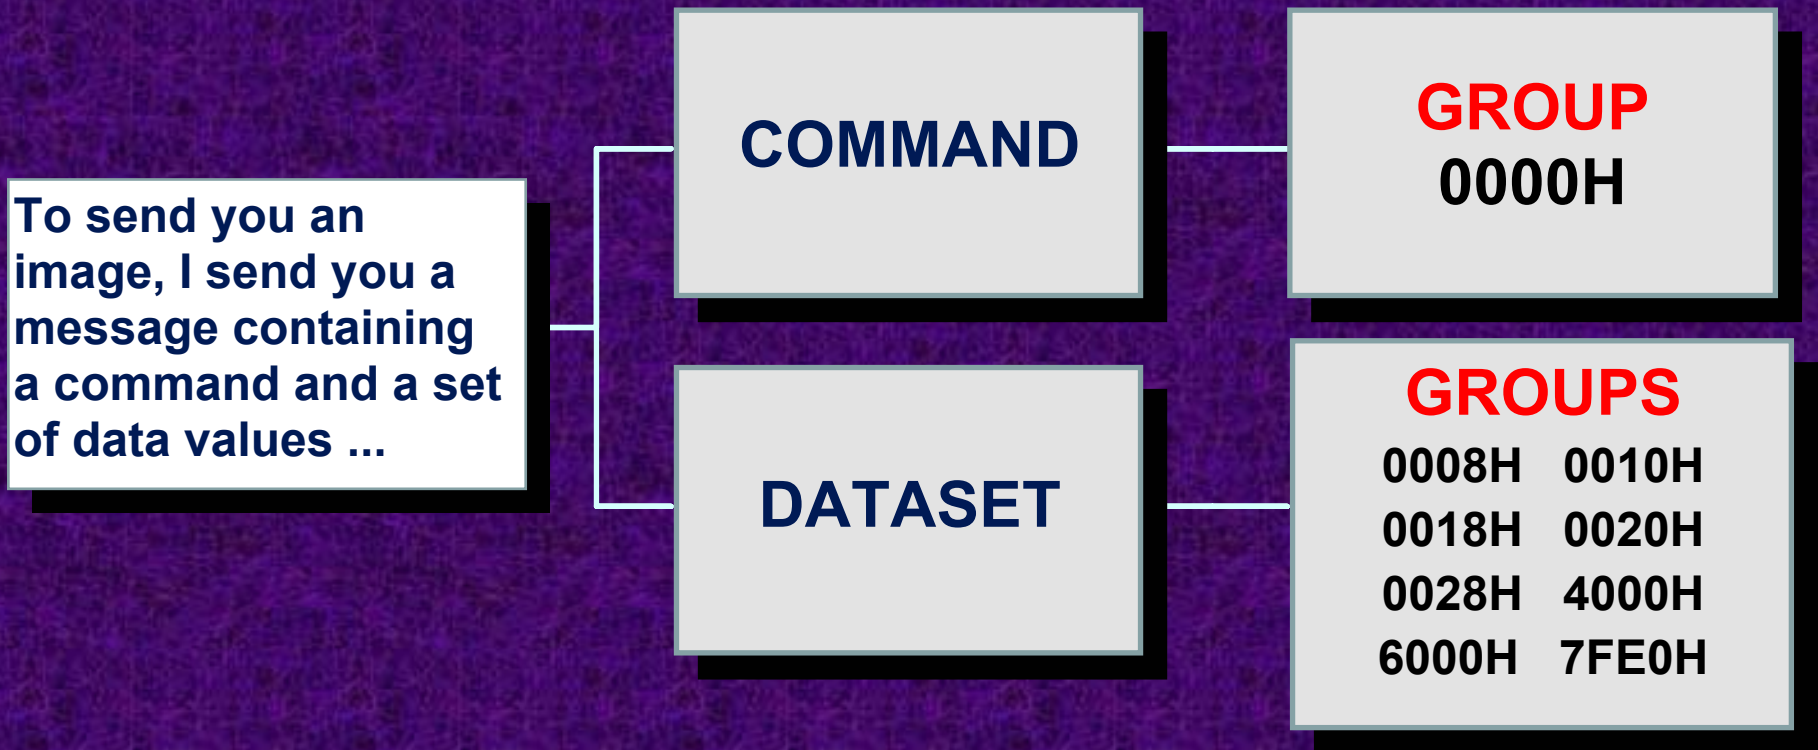 To send you an
image, I send you a
message containing
a command and a set
of data values ...
COMMAND
GROUP
0000H
DATASET
GROUPS
0008H 0010H
0018H 0020H
0028H 4000H
6000H 7FE0H